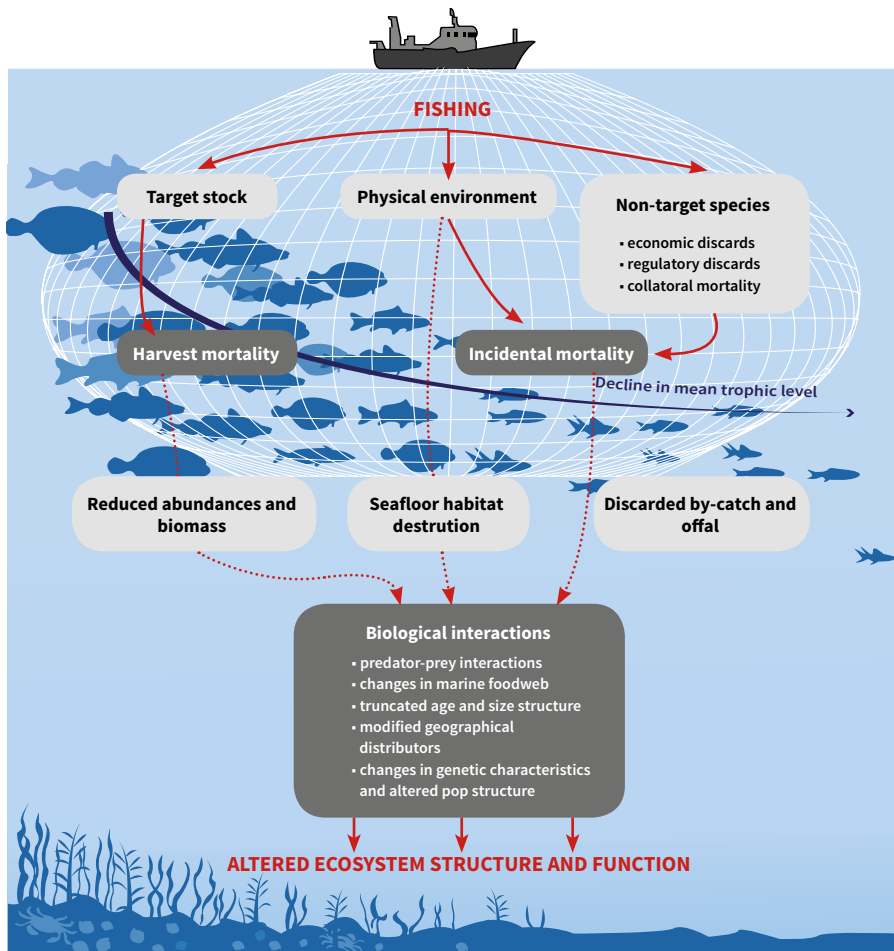 FISHING
Target stock
Physical environment
Non-target species
▪ economic discards
▪ regulatory discards
▪ collatoral mortality
Harvest mortality
Incidental mortality
Decline in mean trophic level
Reduced abundances and
biomass
Seafloor habitat
destrution
Discarded by-catch and
offal
Biological interactions
▪ predator-prey interactions
▪ changes in marine foodweb
▪ truncated age and size structure
▪ modified geographical
distributors
▪ changes in genetic characteristics
and altered pop structure
ALTERED ECOSYSTEM STRUCTURE AND FUNCTION